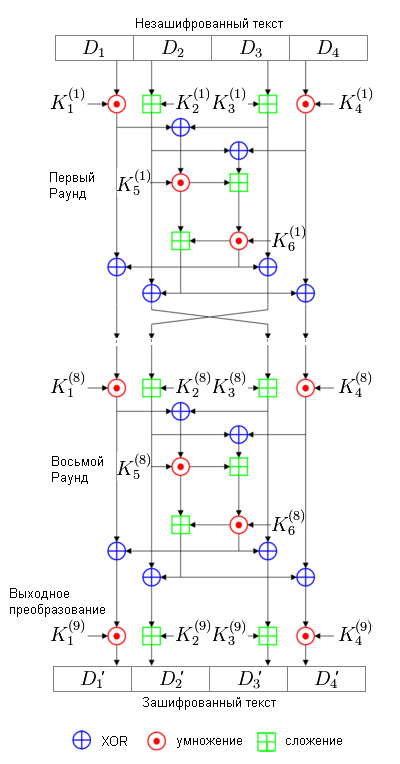 Незашифрованный текст
D₁ D₂ D₃ D₄
K₁⁽¹⁾ K₂⁽¹⁾ K₃⁽¹⁾ K₄⁽¹⁾
Первый
Раунд
K₅⁽¹⁾
K₆⁽¹⁾
K₁⁽⁸⁾ K₂⁽⁸⁾ K₃⁽⁸⁾ K₄⁽⁸⁾
Восьмой
Раунд
K₅⁽⁸⁾
K₆⁽⁸⁾
Выходное
преобразование
K₁⁽⁹⁾ K₂⁽⁹⁾ K₃⁽⁹⁾ K₄⁽⁹⁾
D₁' D₂' D₃' D₄'
Зашифрованный текст
XOR умножение сложение